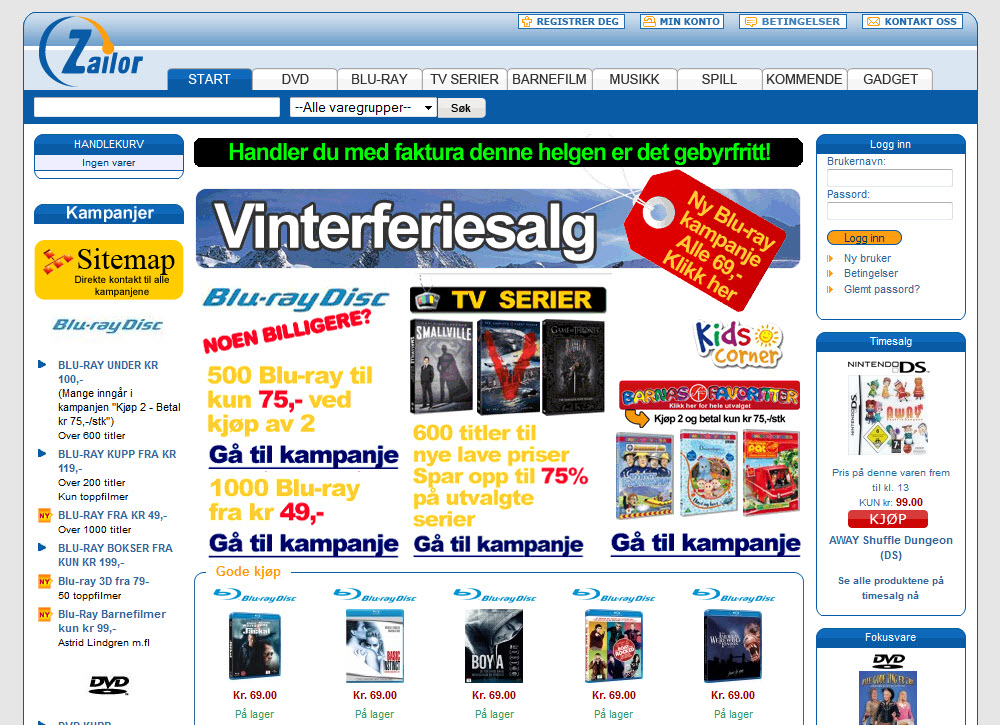 REGISTRER DEG
MIN KONTO
BETINGELSER
KONTAKT OSS
Zailor
START
DVD
BLU-RAY
TV SERIER
BARNEFILM
MUSIKK
SPILL
KOMMENDE
GADGET
--Alle varegrupper--
Søk
HANDLEKURV
Ingen varer
Kampanjer
Sitemap
Direkte kontakt til alle
kampanjene
Blu-ray Disc
BLU-RAY UNDER KR
100,-
(Mange inngår i
kampanjen "Kjøp 2 - Betal
kr 75,-/stk")
Over 600 titler
BLU-RAY KUPP FRA KR
119,-
Over 200 titler
Kun toppfilmer
NY
BLU-RAY FRA KR 49,-
Over 1000 titler
BLU-RAY BOKSER FRA
KUN KR 199,-
NY
Blu-ray 3D fra 79-
50 toppfilmer
NY
Blu-Ray Barnefilmer
kun kr 99,-
Astrid Lindgren m.fl
DVD
DVD KUPP
Handler du med faktura denne helgen er det gebyrfritt!
Vinterferiesalg
Ny Blu-ray
kampanje
Alle 69,-
Klikk her
Blu-ray Disc
NOEN BILLIGERE?
500 Blu-ray til
kun 75,- ved
kjøp av 2
Gå til kampanje
1000 Blu-ray
fra kr 49,-
Gå til kampanje
TV SERIER
SMALLVILLE
V
GAME OF THRONES
600 titler til
nye lave priser
Spar opp til 75%
på utvalgte
serier
Gå til kampanje
Kid's
corner
BARNAS FAVORITTER
Klikk her for hele utvalget
Kjøp 2 og betal kun kr 75,-/stk
Gå til kampanje
Gode kjøp
Blu-ray Disc
Blu-ray Disc
Blu-ray Disc
Blu-ray Disc
Blu-ray Disc
Jackal
BASIC
INSTINCT
BOY A
Kr. 69.00
Kr. 69.00
Kr. 69.00
Kr. 69.00
Kr. 69.00
På lager
På lager
På lager
På lager
På lager
Logg inn
Brukernavn:
Passord:
Logg inn
Ny bruker
Betingelser
Glemt passord?
Timesalg
NINTENDO DS
AWAY
Pris på denne varen frem
til kl. 13
KUN kr: 99.00
KJØP
AWAY Shuffle Dungeon
(DS)
Se alle produktene på
timesalg nå
Fokusvare
DVD